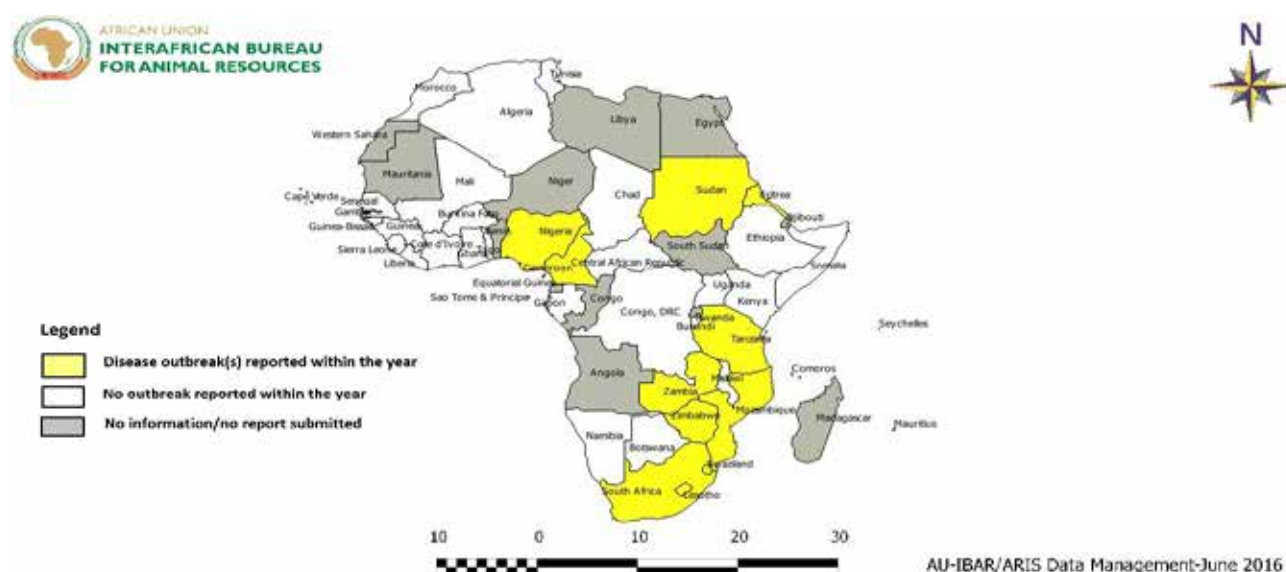 AFRICAN UNION
INTERAFRICAN BUREAU
FOR ANIMAL RESOURCES
N
Tunisia
Morocco
Algeria
Libya
Egypt
Western Sahara
Mauritania
Mali
Niger
Chad
Sudan
Eritrea
Cape Verde
Senegal
Burkina Faso
Djibouti
Guinea-Bissau
Guinea
Nigeria
Ethiopia
South Sudan
Sierra Leone
Cote d'Ivoire
Ghana
Togo
Liberia
Cameroon
Central African Republic
Somalia
Equatorial Guinea
Uganda
Sao Tome & Principe
Gabon
Congo
Kenya
Congo, DRC
Rwanda
Burundi
Seychelles
Tanzania
Angola
Malawi
Comoros
Zambia
Mozambique
Zimbabwe
Madagascar
Mauritius
Namibia
Botswana
Swaziland
South Africa
Lesotho
Legend
Disease outbreak(s) reported within the year
No outbreak reported within the year
No information/no report submitted
10 0 10 20 30
AU-IBAR/ARIS Data Management-June 2016